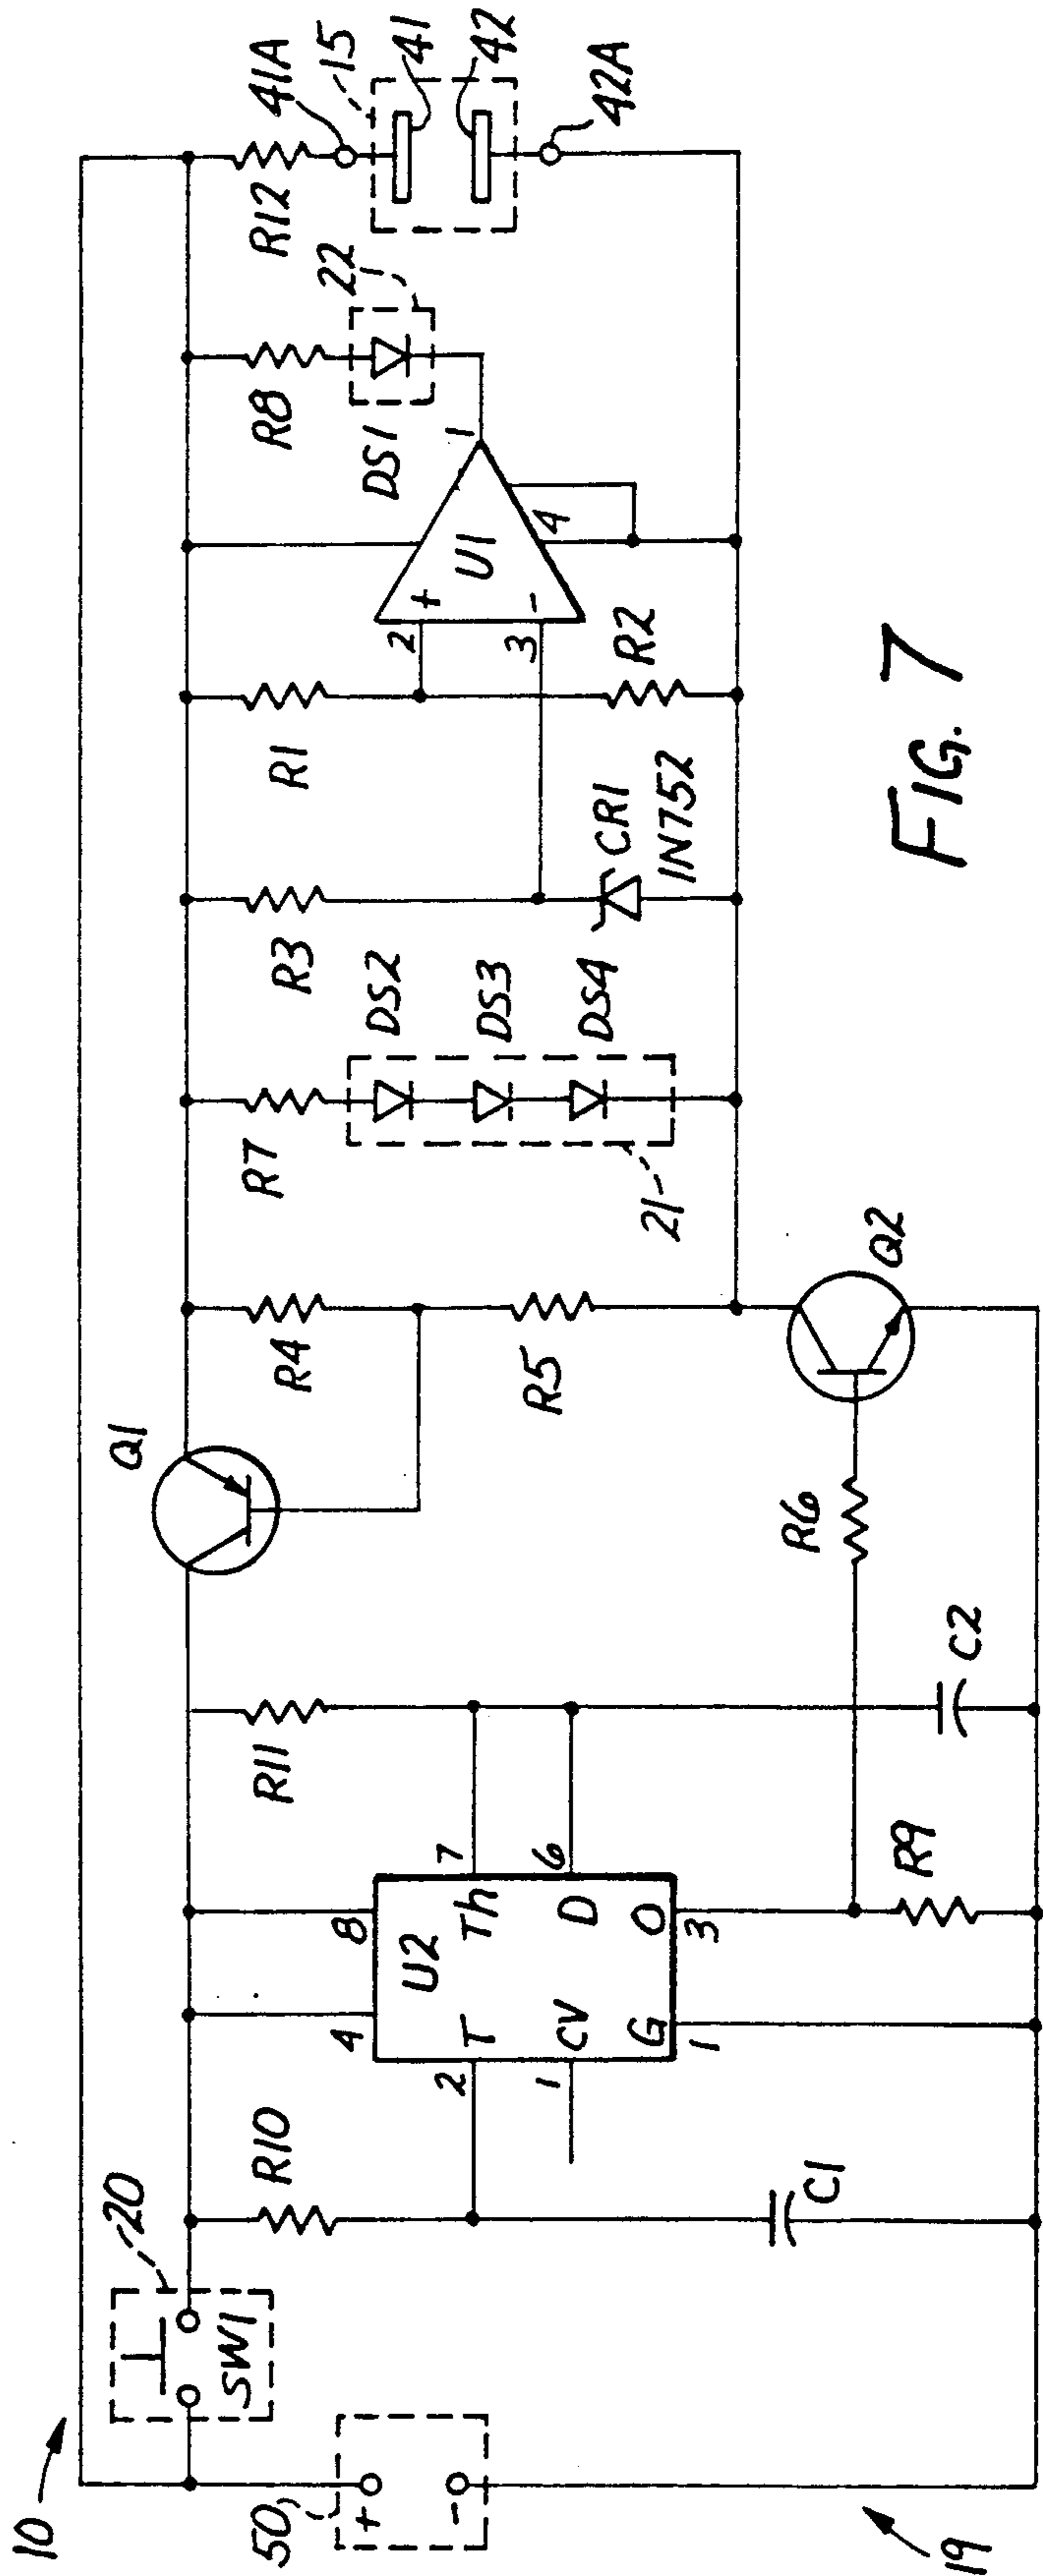 10
50
+
-
20
SW1
R10
C1
4
8
U2
2
T
Th
7
1
CV
D
6
G
O
1
3
R11
R9
C2
Q1
R6
R4
R5
Q2
R7
DS2
DS3
DS4
21
R3
CR1
1N752
R1
R2
2
+
3
-
U1
4
1
R8
DS1
22
R12
41A
15
41
42
42A
19
FIG. 7